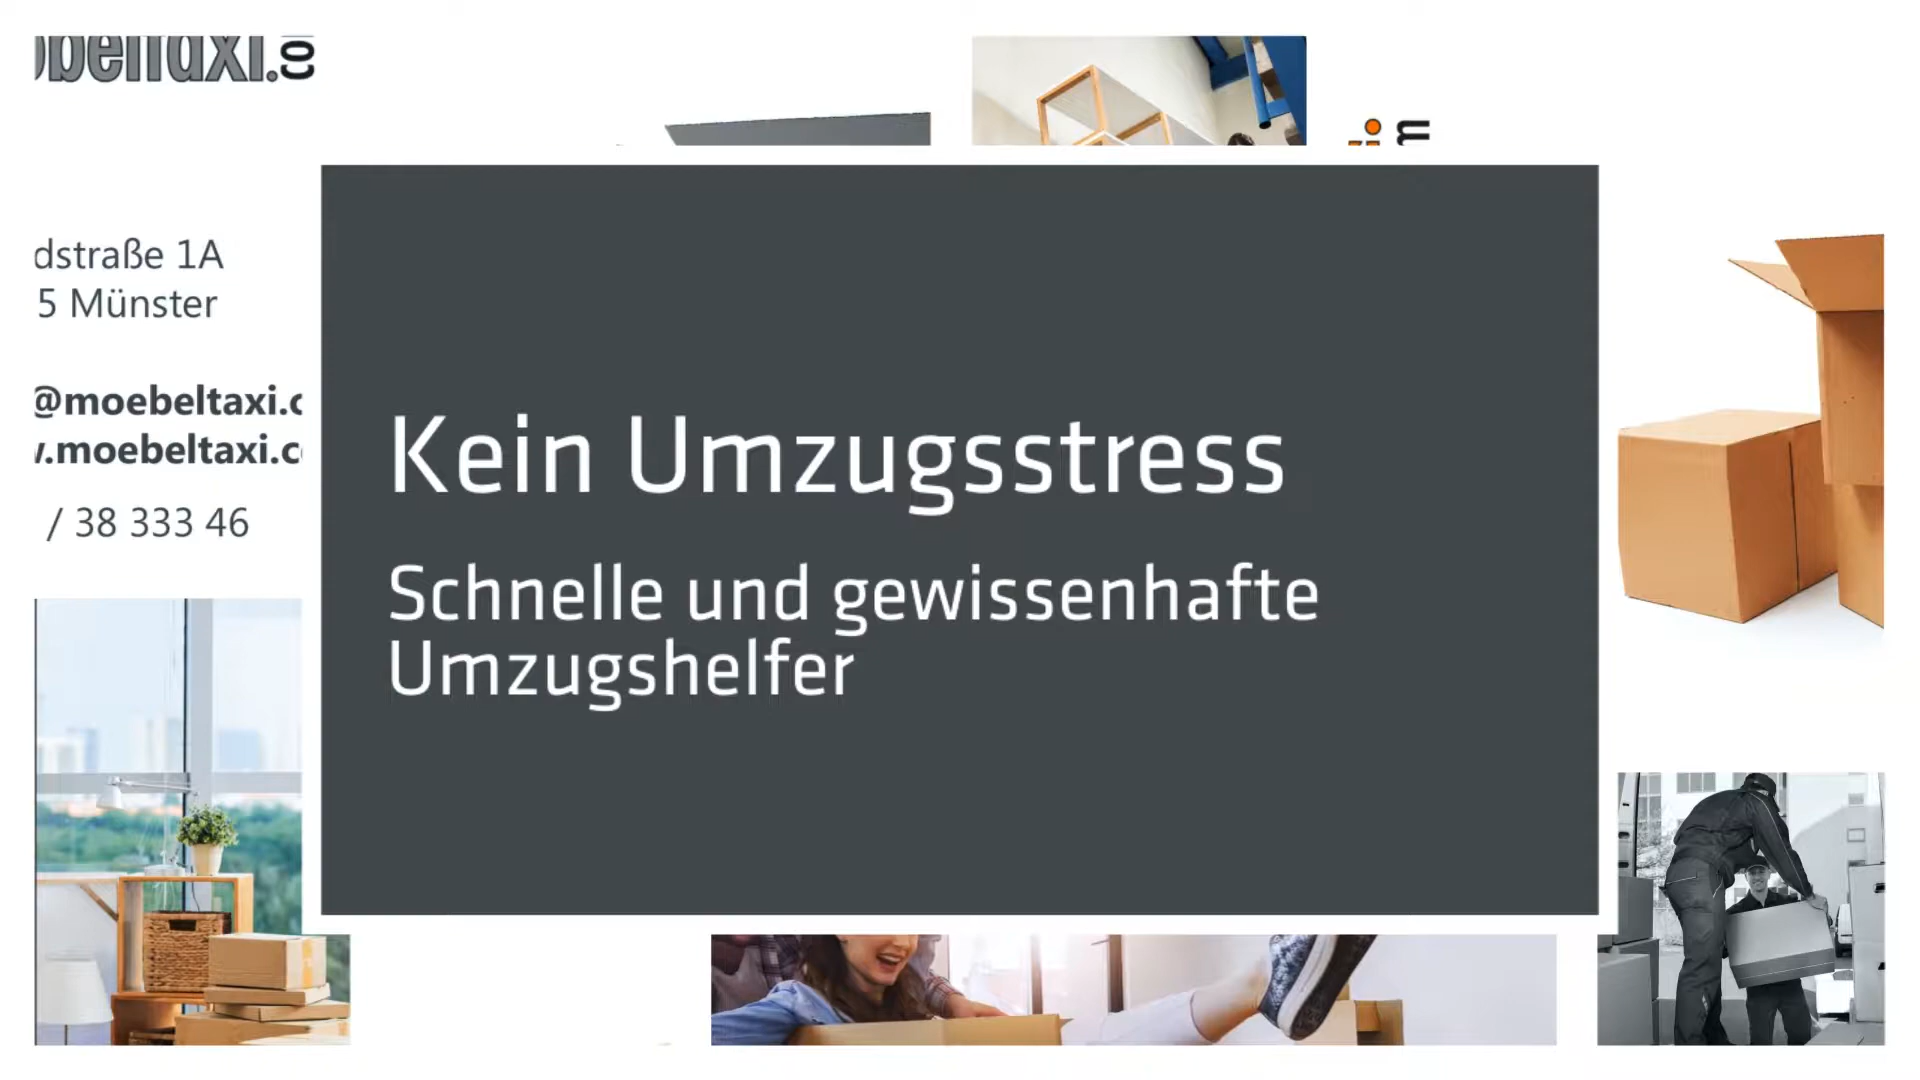 dstraße 1A
5 Münster
@moebeltaxi.c
.moebeltaxi.c
/ 38 333 46
Kein Umzugsstress
Schnelle und gewissenhafte
Umzugshelfer